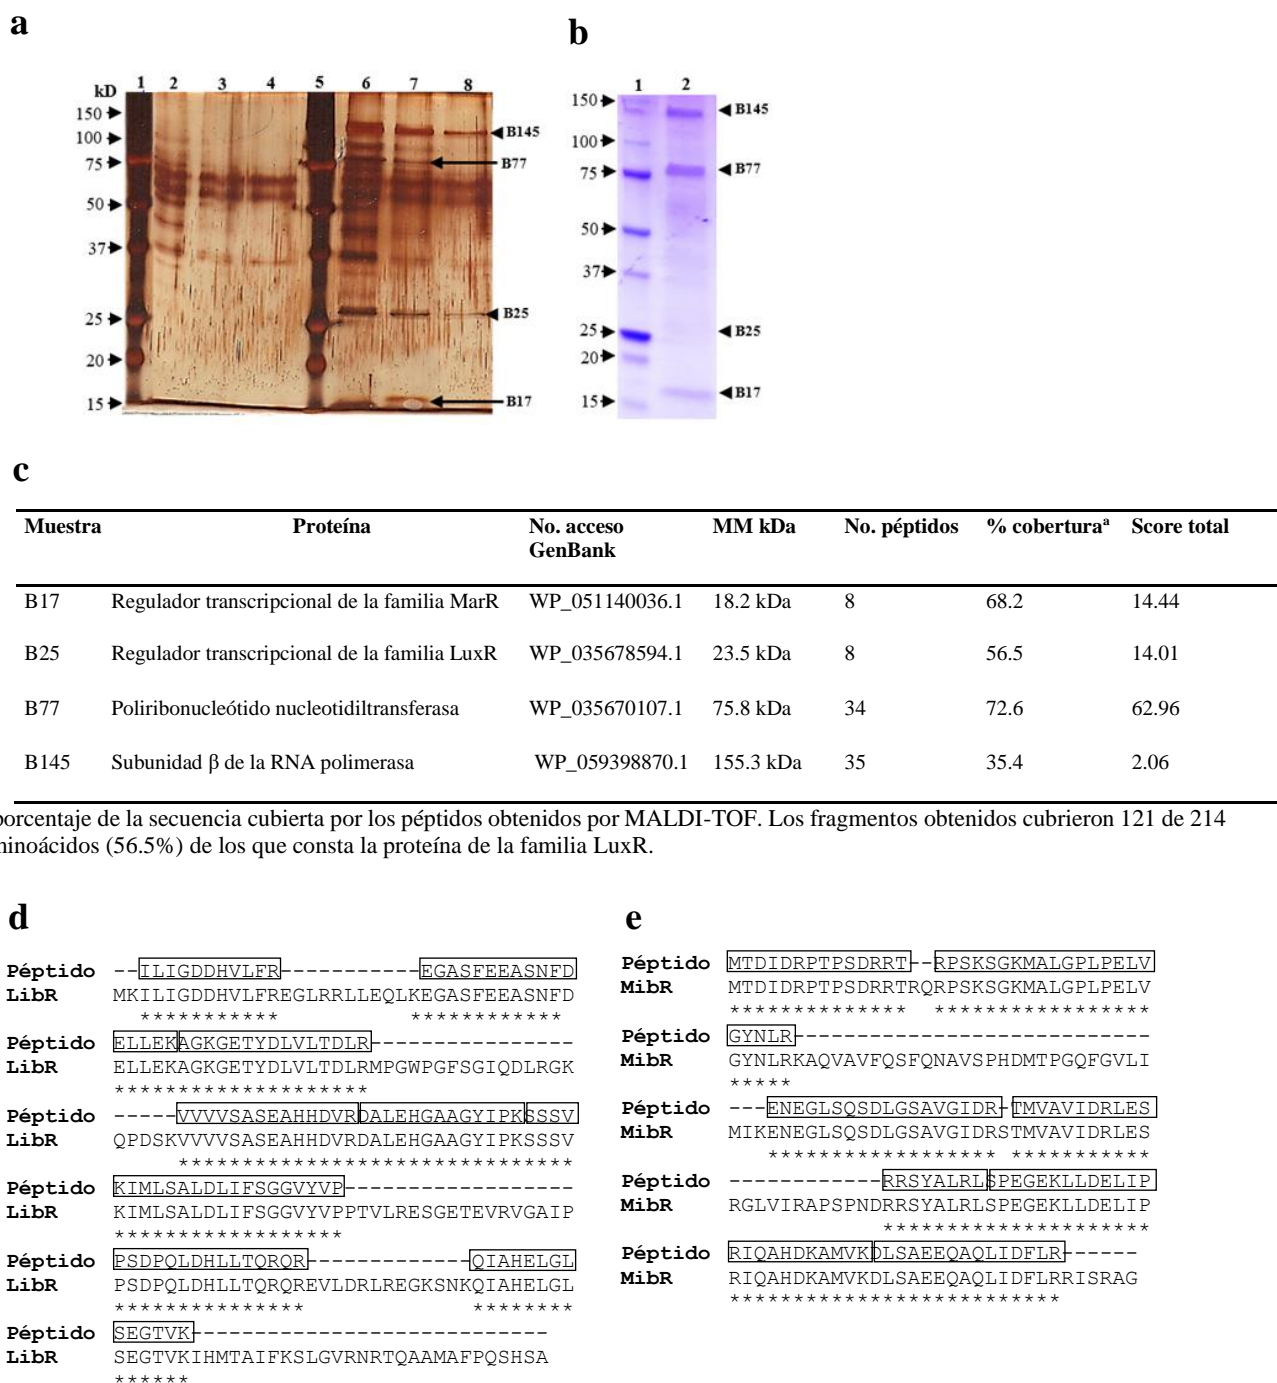 a
b
kD 1 2 3 4 5 6 7 8
150
100
75
50
37
25
20
15
B145
B77
B25
B17
1 2
150
100
75
50
37
25
20
15
B145
B77
B25
B17
c
Muestra Proteína No. acceso GenBank MM kDa No. péptidos % coberturaª Score total
B17 Regulador transcripcional de la familia MarR WP_051140036.1 18.2 kDa 8 68.2 14.44
B25 Regulador transcripcional de la familia LuxR WP_035678594.1 23.5 kDa 8 56.5 14.01
B77 Poliribonucleótido nucleotidiltransferasa WP_035670107.1 75.8 kDa 34 72.6 62.96
B145 Subunidad β de la RNA polimerasa WP_059398870.1 155.3 kDa 35 35.4 2.06
porcentaje de la secuencia cubierta por los péptidos obtenidos por MALDI-TOF. Los fragmentos obtenidos cubrieron 121 de 214
minoácidos (56.5%) de los que consta la proteína de la familia LuxR.
d
Péptido --ILIGDDHVLFR-----------EGASFEEASNFD
LibR MKILIGDDHVLFREGLRRLLEQLKEGASFEEASNFD
*********** ************
Péptido ELLEKAGKGETYDLVLTDLR----------------
LibR ELLEKAGKGETYDLVLTDLRMPGWPGFSGIQDLRGK
********************
Péptido -----VVVVSASEAHHDVRDALEHGAAGYIPKSSSV
LibR QPDSKVVVVSASEAHHDVRDALEHGAAGYIPKSSSV
*******************************
Péptido KIMLSALDLIFSGGVYVP------------------
LibR KIMLSALDLIFSGGVYVPPTVLRESGETEVRVGAIP
******************
Péptido PSDPQLDHLLTQRQR-------------QIAHELGL
LibR PSDPQLDHLLTQRQREVLDRLREGKSNKQIAHELGL
*************** ********
Péptido SEGTVK----------------------------
LibR SEGTVKIHMTAIFKSLGVRNRTQAAMAFPQSHSA
******
e
Péptido MTDIDRPTPSDRRT--RPSKSGKMALGPLPELV
MibR MTDIDRPTPSDRRTRQRPSKSGKMALGPLPELV
************** *****************
Péptido GYNLR----------------------------
MibR GYNLRKAQVAVFQSFQNAVSPHDMTPGQFGVLI
*****
Péptido ---ENEGLSQSDLGSAVGIDR-TMVAVIDRLES
MibR MIKENEGLSQSDLGSAVGIDRSTMVAVIDRLES
****************** ***********
Péptido ------------RRSYALRLSPEGEKLLDELIP
MibR RGLVIRAPSPNDRRSYALRLSPEGEKLLDELIP
*********************
Péptido RIQAHDKAMVKDLSAEEQAQLIDFLR------
MibR RIQAHDKAMVKDLSAEEQAQLIDFLRRISRAG
**************************